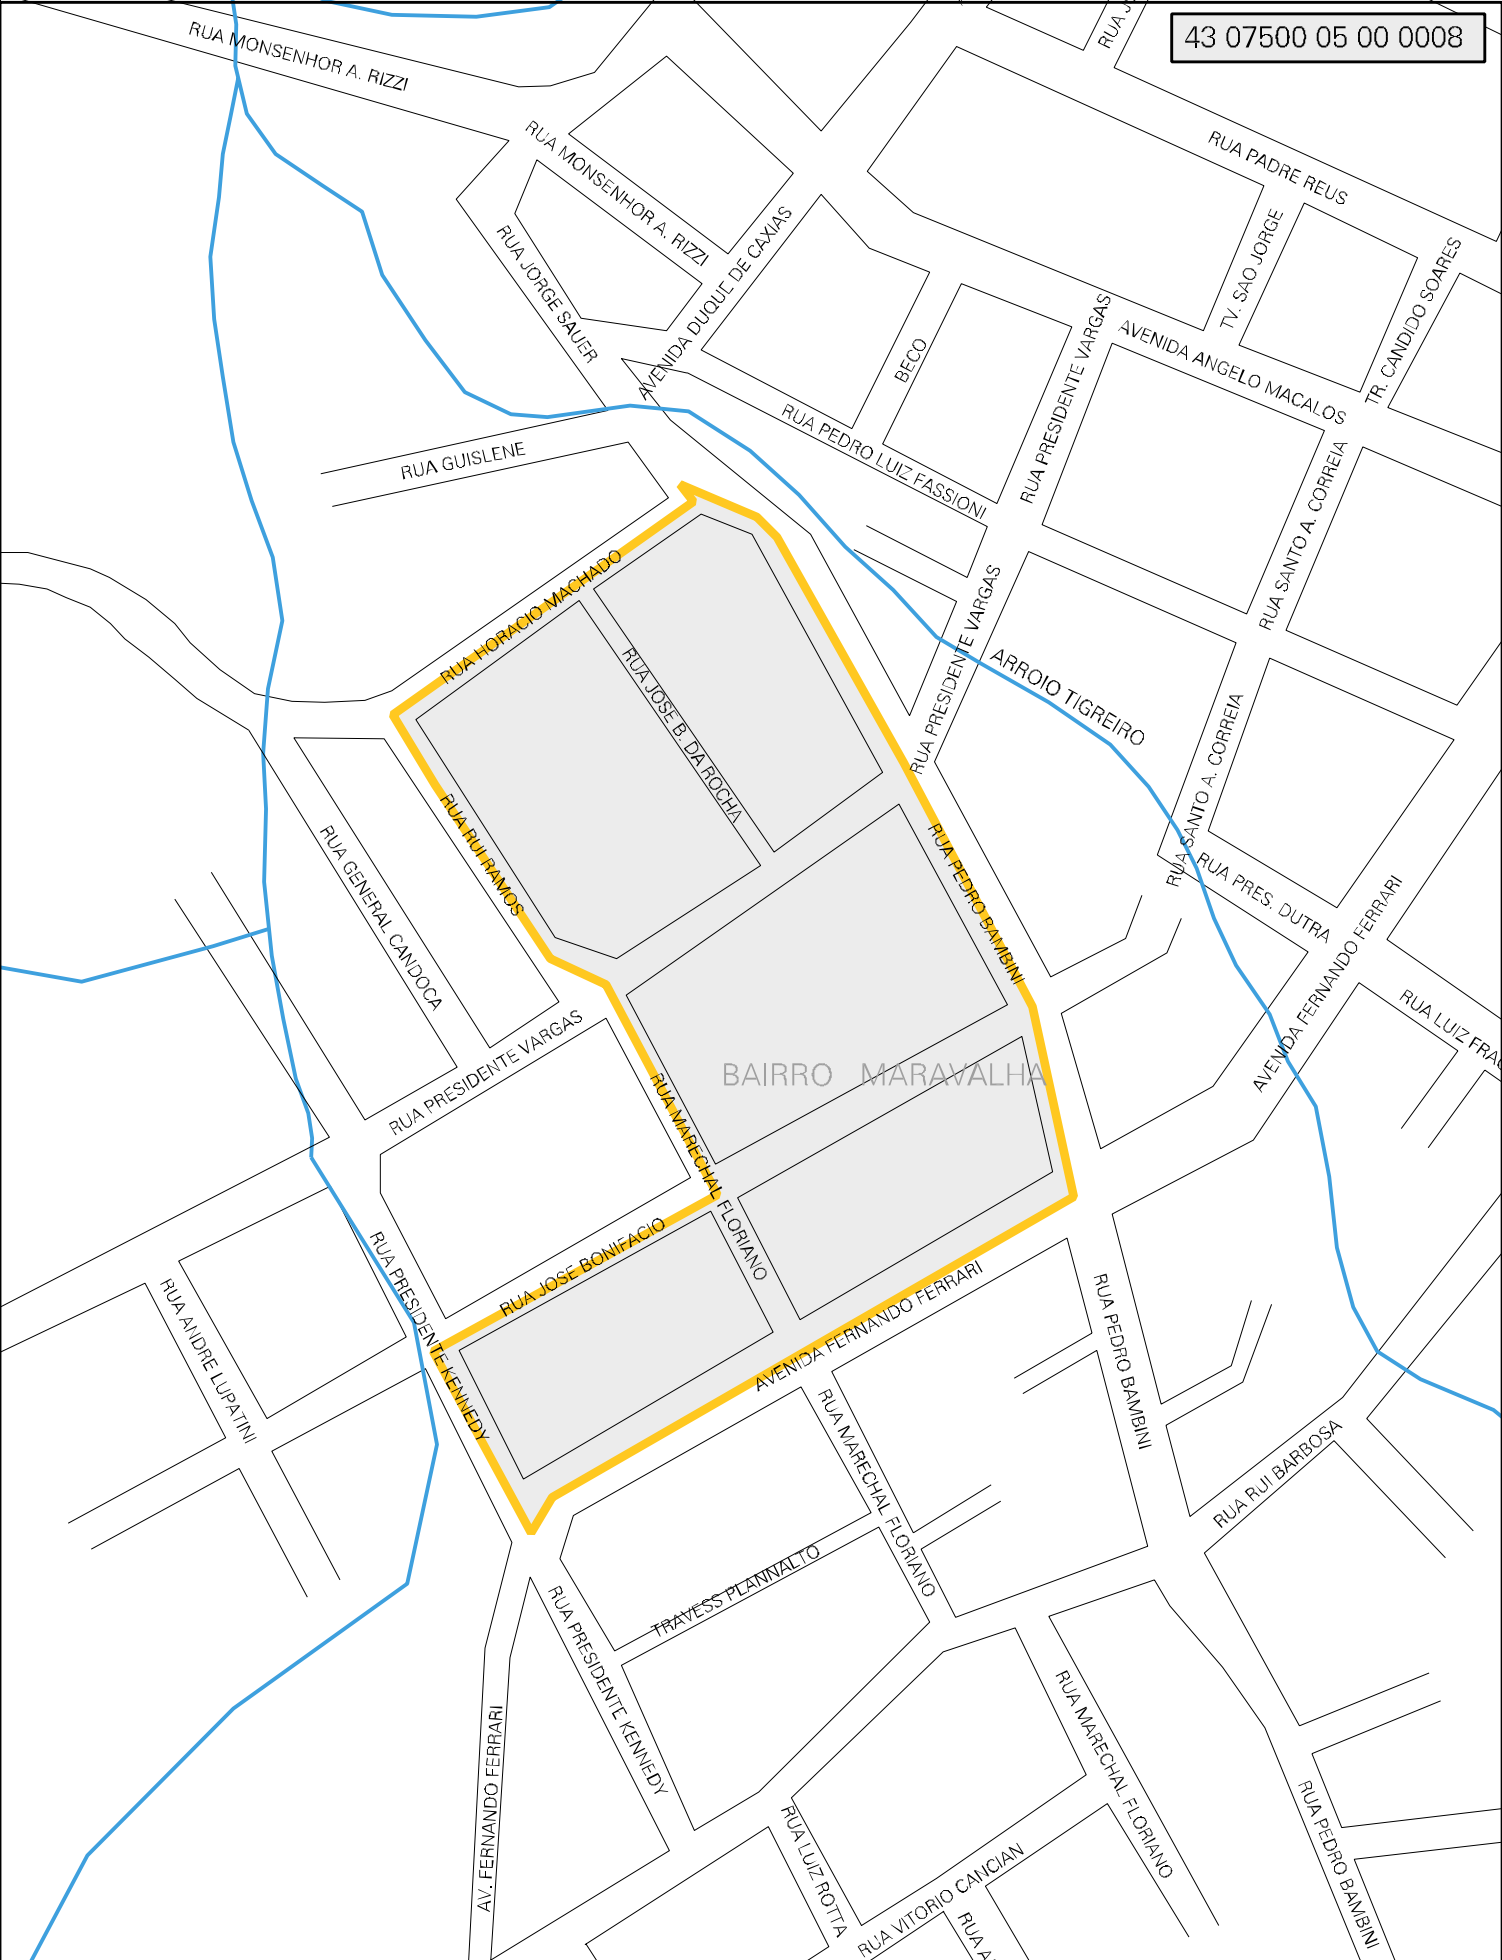 43 07500 05 00 0008
RUA MONSENHOR A. RIZZI
RUA PADRE REUS
RUA MONSENHOR A. RIZZI
RUA JORGE SAUER
AVENIDA DUQUE DE CAXIAS
TV. SAO JORGE
TR. CANDIDO SOARES
BECO
RUA PRESIDENTE VARGAS
AVENIDA ANGELO MACALOS
RUA PEDRO LUIZ FASSIONI
RUA GUISLENE
RUA SANTO A. CORREIA
RUA HORACIO MACHADO
RUA PRESIDENTE VARGAS
ARROIO TIGREIRO
RUA JOSE B. DA ROCHA
RUA SANTO A. CORREIA
RUA RUI RAMOS
RUA GENERAL CANDOCA
RUA PEDRO BAMBINI
RUA PRES. DUTRA
AVENIDA FERNANDO FERRARI
RUA LUIZ FRAG
RUA PRESIDENTE VARGAS
BAIRRO MARAVALHA
RUA MARECHAL FLORIANO
RUA JOSE BONIFACIO
RUA PRESIDENTE KENNEDY
RUA ANDRE LUPATINI
AVENIDA FERNANDO FERRARI
RUA PEDRO BAMBINI
RUA MARECHAL FLORIANO
RUA RUI BARBOSA
TRAVESS PLANNALTO
RUA PRESIDENTE KENNEDY
AV. FERNANDO FERRARI
RUA MARECHAL FLORIANO
RUA PEDRO BAMBINI
RUA LUIZ ROTTA
RUA VITORIO CANCIAN
RUA
RUA